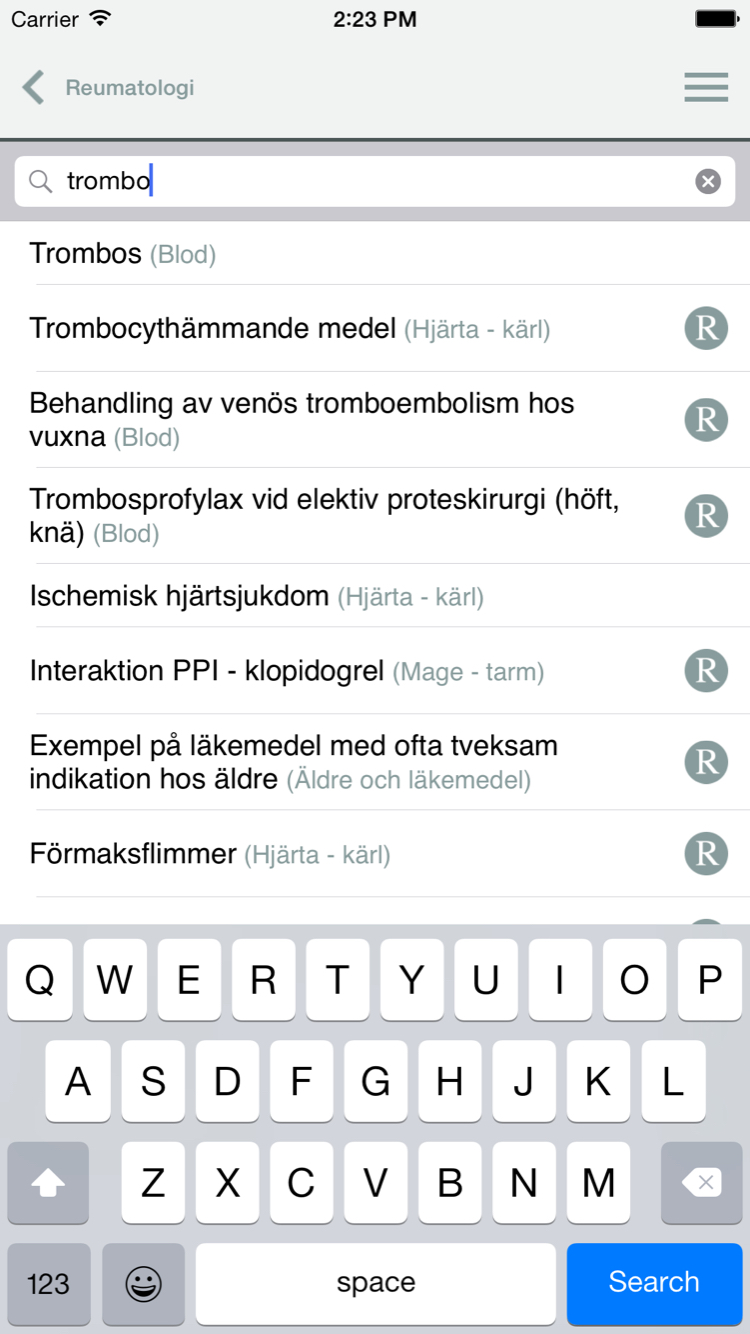 Carrier 2:23 PM
Reumatologi
trombo
Trombos (Blod)
Trombocythämmande medel (Hjärta - kärl) R
Behandling av venös tromboembolism hos
vuxna (Blod) R
Trombosprofylax vid elektiv proteskirurgi (höft,
knä) (Blod) R
Ischemisk hjärtsjukdom (Hjärta - kärl)
Interaktion PPI - klopidogrel (Mage - tarm) R
Exempel på läkemedel med ofta tveksam
indikation hos äldre (Äldre och läkemedel) R
Förmaksflimmer (Hjärta - kärl) R
Q W E R T Y U I O P
A S D F G H J K L
Z X C V B N M
123 space Search